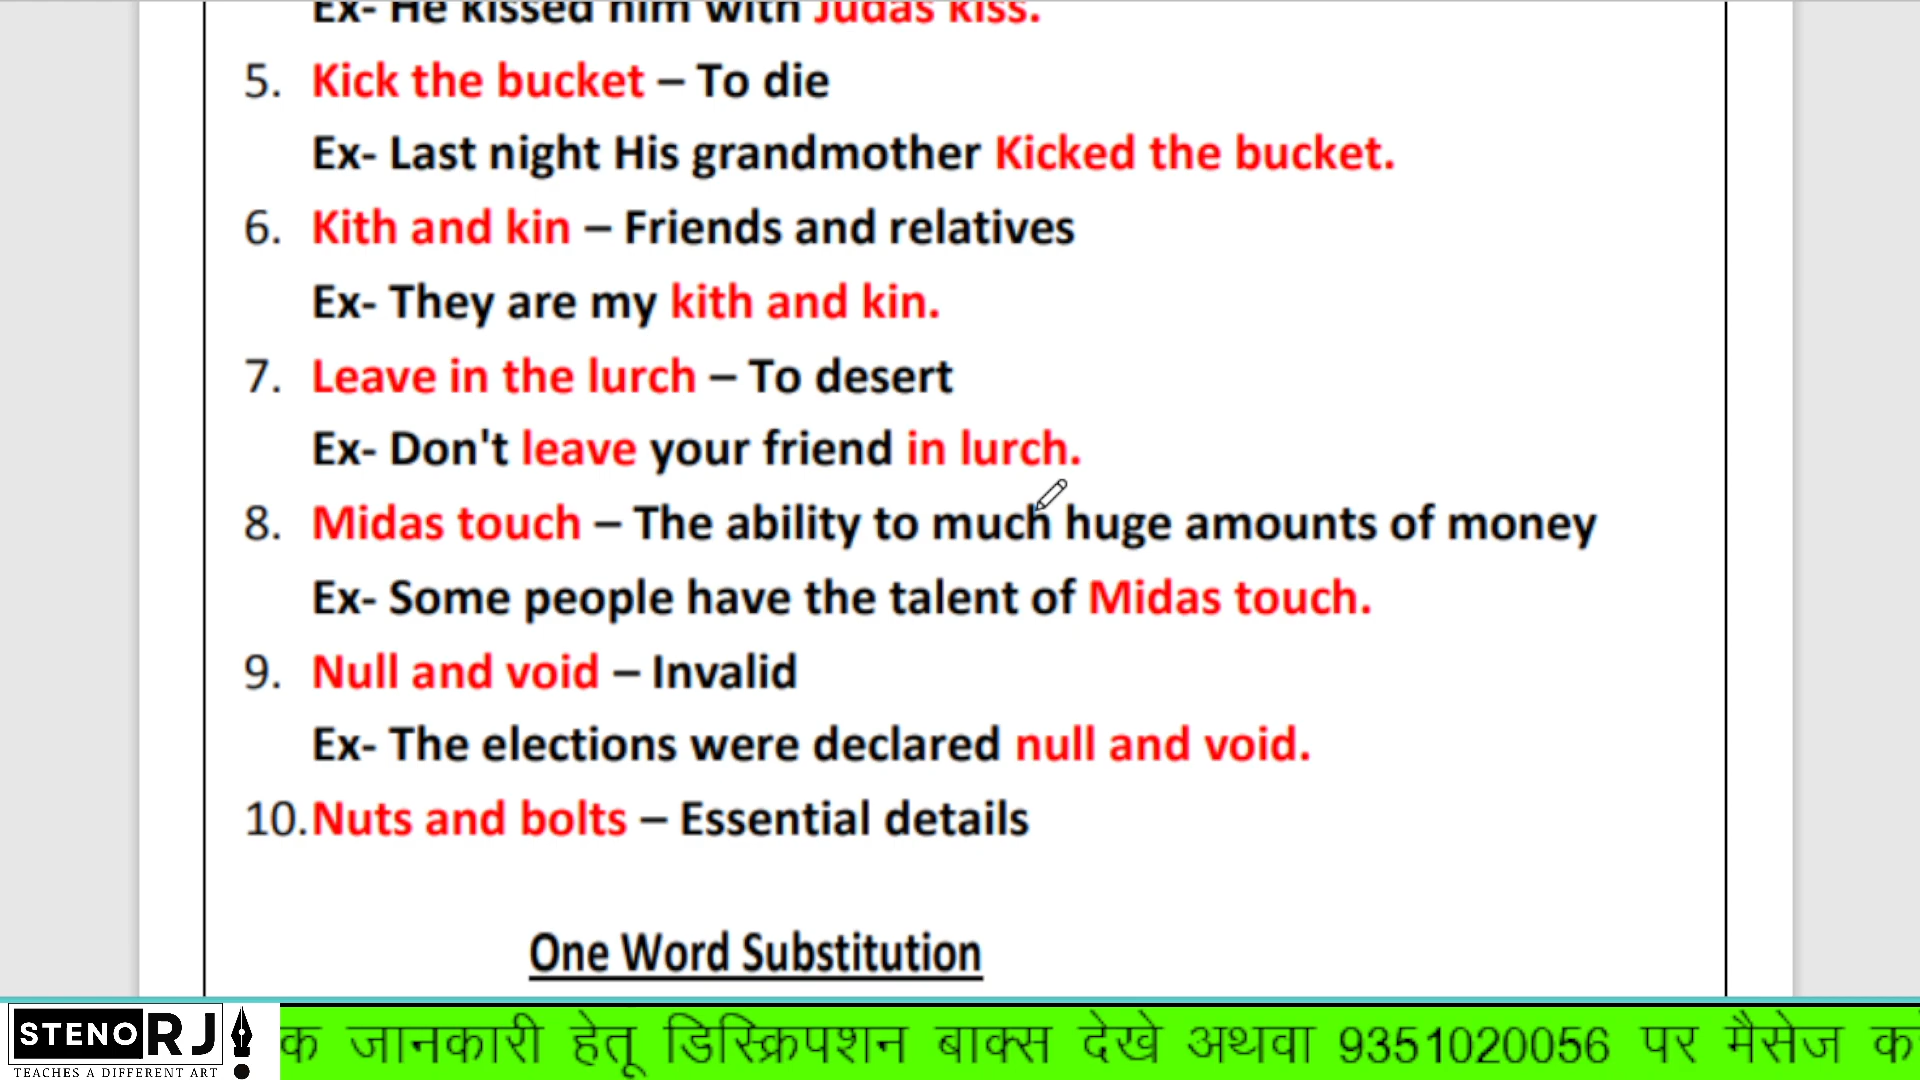 Ex- He kissed him with Judas kiss.
5. Kick the bucket – To die
Ex- Last night His grandmother Kicked the bucket.
6. Kith and kin – Friends and relatives
Ex- They are my kith and kin.
7. Leave in the lurch – To desert
Ex- Don't leave your friend in lurch.
8. Midas touch – The ability to much huge amounts of money
Ex- Some people have the talent of Midas touch.
9. Null and void – Invalid
Ex- The elections were declared null and void.
10. Nuts and bolts – Essential details
One Word Substitution
STENO RJ
TEACHES A DIFFERENT ART
क जानकारी हेतू डिस्क्रिपशन बाक्स देखे अथवा 9351020056 पर मैसेज क